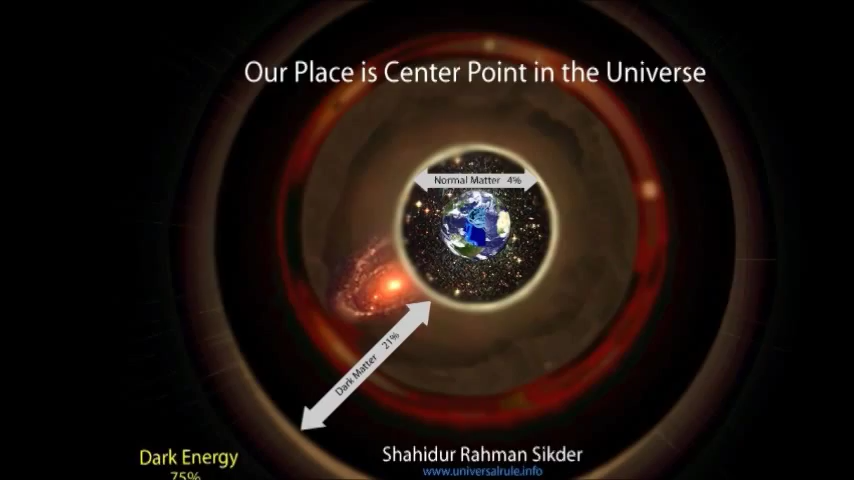 Our Place is Center Point in the Universe
Normal Matter 4%
Dark Matter 21%
Dark Energy
75%
Shahidur Rahman Sikder
www.universalrule.info